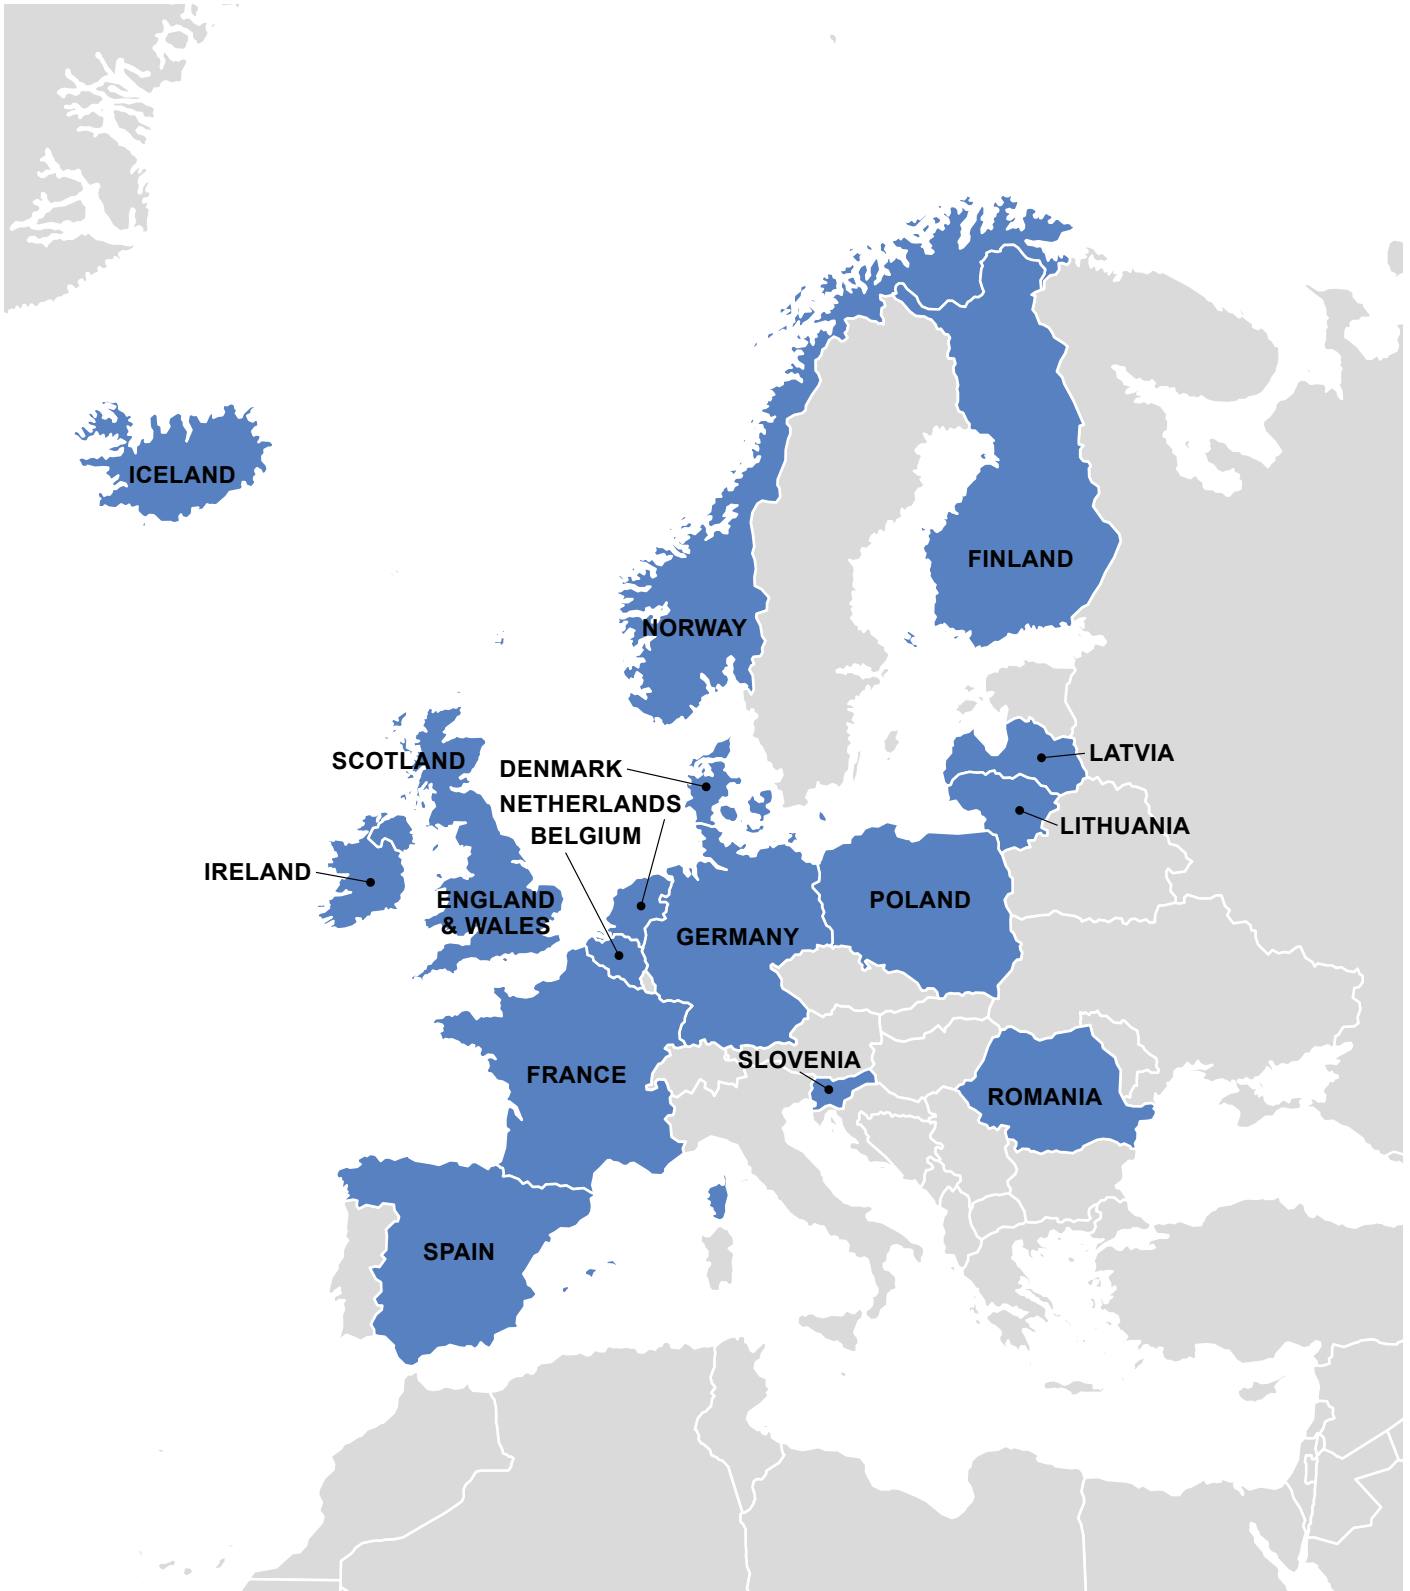 ICELAND
FINLAND
NORWAY
SCOTLAND
DENMARK
LATVIA
NETHERLANDS
LITHUANIA
BELGIUM
IRELAND
ENGLAND
& WALES
POLAND
GERMANY
SLOVENIA
FRANCE
ROMANIA
SPAIN